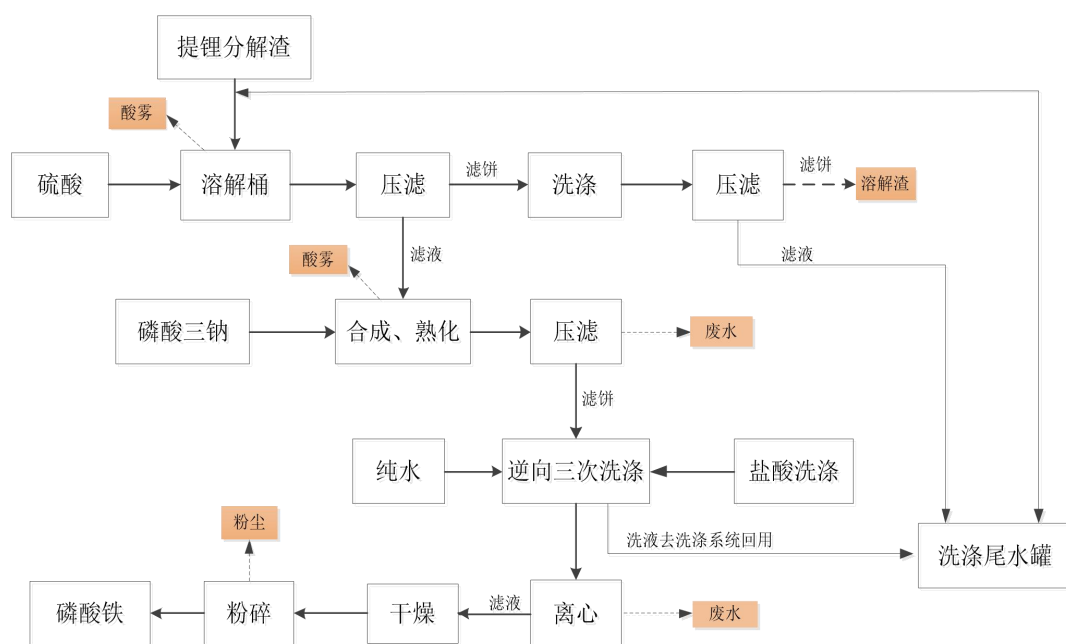 提锂分解渣
酸雾
硫酸
溶解桶
压滤
滤饼
洗涤
压滤
滤饼
溶解渣
滤液
滤液
酸雾
磷酸三钠
合成、熟化
压滤
废水
滤饼
纯水
逆向三次洗涤
盐酸洗涤
粉尘
洗液去洗涤系统回用
洗涤尾水罐
磷酸铁
粉碎
干燥
滤液
离心
废水